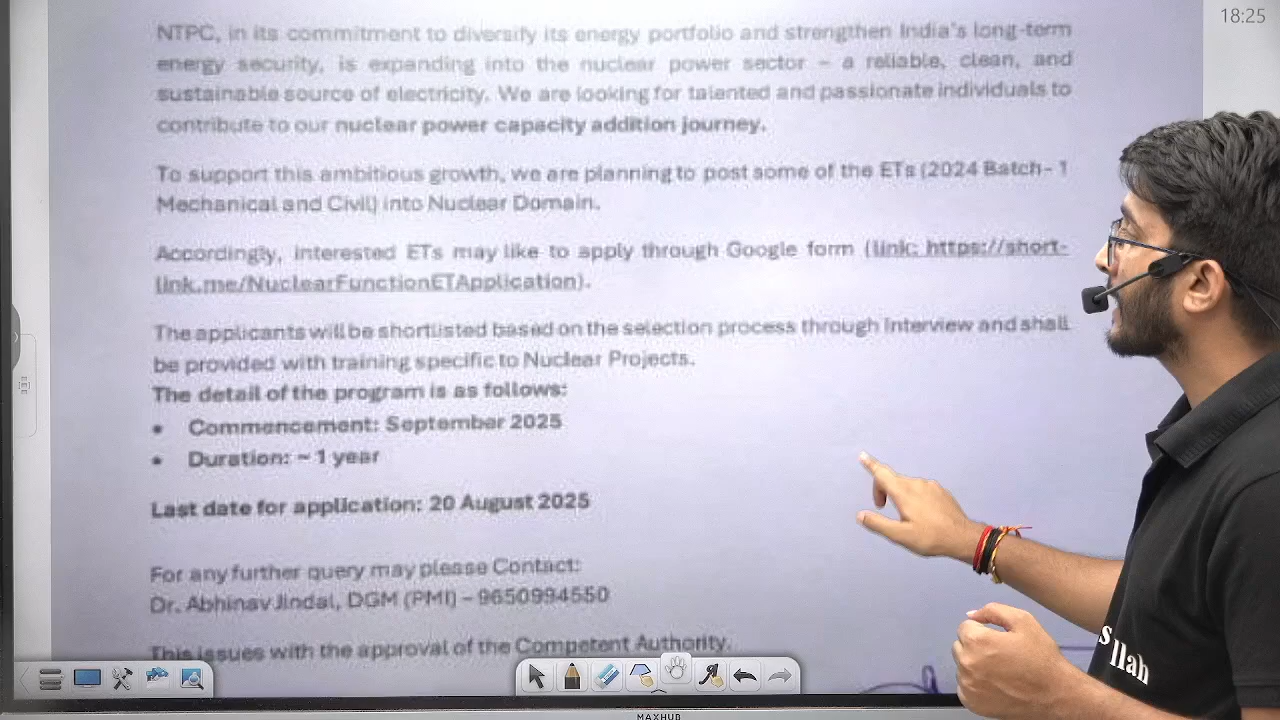 18:25
NTPC, in its commitment to diversify its energy portfolio and strengthen India's long-term
energy security, is expanding into the nuclear power sector – a reliable, clean, and
sustainable source of electricity. We are looking for talented and passionate individuals to
contribute to our nuclear power capacity addition journey.
To support this ambitious growth, we are planning to post some of the ETs (2024 Batch- 1
Mechanical and Civil) into Nuclear Domain.
Accordingly, interested ETs may like to apply through Google form (link: https://short-
link.me/NuclearFunctionETApplication).
The applicants will be shortlisted based on the selection process through Interview and shall
be provided with training specific to Nuclear Projects.
The detail of the program is as follows:
• Commencement: September 2025
• Duration: ~ 1 year
Last date for application: 20 August 2025
For any further query may please Contact:
Dr. Abhinav Jindal, DGM (PMI) – 9650994550
This issues with the approval of the Competent Authority.
s
llah
MAXHUB